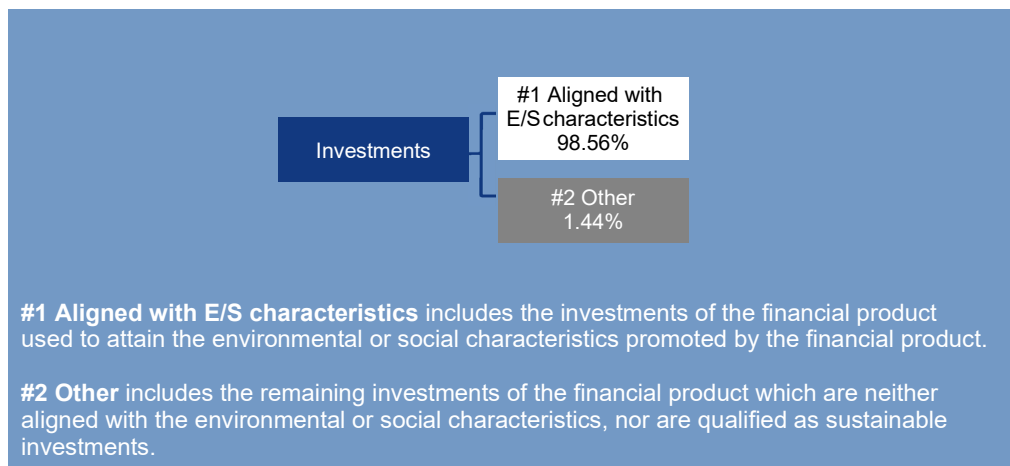 #1 Aligned with
E/S characteristics
98.56%
Investments
#2 Other
1.44%
#1 Aligned with E/S characteristics includes the investments of the financial product
used to attain the environmental or social characteristics promoted by the financial product.
#2 Other includes the remaining investments of the financial product which are neither
aligned with the environmental or social characteristics, nor are qualified as sustainable
investments.